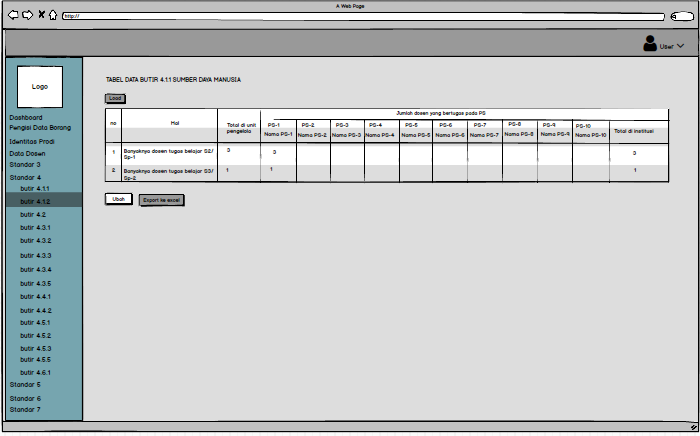 A Web Page
http://
User
Logo
Dashboard
Pengisi Data Borang
Identitas Prodi
Data Dosen
Standar 3
Standar 4
butir 4.1.1
butir 4.1.2
butir 4.2
butir 4.3.1
butir 4.3.2
butir 4.3.3
butir 4.3.4
butir 4.3.5
butir 4.4.1
butir 4.4.2
butir 4.5.1
butir 4.5.2
butir 4.5.3
butir 4.5.5
butir 4.6.1
Standar 5
Standar 6
Standar 7
TABEL DATA BUTIR 4.1.1 SUMBER DAYA MANUSIA
Load
Jumlah dosen yang bertugas pada PS
no Hal Total di unit pengelola PS-1 PS-2 PS-3 PS-4 PS-5 PS-6 PS-7 PS-8 PS-9 PS-10 Total di institusi
Nama PS-1 Nama PS-2 Nama PS-3 Nama PS-4 Nama PS-5 Nama PS-6 Nama PS-7 Nama PS-8 Nama PS-9 Nama PS-10
1 Banyaknya dosen tugas belajar S2/ 3 3 3
Sp-1
2 Banyaknya dosen tugas belajar S3/ 1 1 1
Sp-2
Ubah Export ke excel